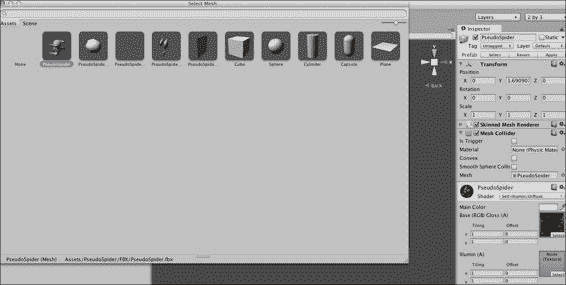 Select Mesh
Assets Scene
None
PseudoSpider
PseudoSpide..
PseudoSpide..
PseudoSpide..
PseudoSpide..
Cube
Sphere
Cylinder
Capsule
Plane
PseudoSpider (Mesh) Assets/PseudoSpider/FBX/PseudoSpider.fbx
Layers
2 by 3
Back
Inspector
PseudoSpider Static
Tag Untagged Layer Default
Prefab Select Revert Apply
Transform
Position
X 0 Y 1.69090 Z 0
Rotation
X 0 Y 0 Z 0
Scale
X 1 Y 1 Z 1
Skinned Mesh Renderer
Mesh Collider
Is Trigger
Material None (Physic Mate
Convex
Smooth Sphere Collis
Mesh PseudoSpider
PseudoSpider
Shader Self-Illumin/Diffuse
Main Color
Base (RGB) Gloss (A)
Tiling Offset
x 1 0
y 1 0
Select
Illumin (A)
None
(Texture)
Tiling Offset
x 1 0
y 1 0
Select